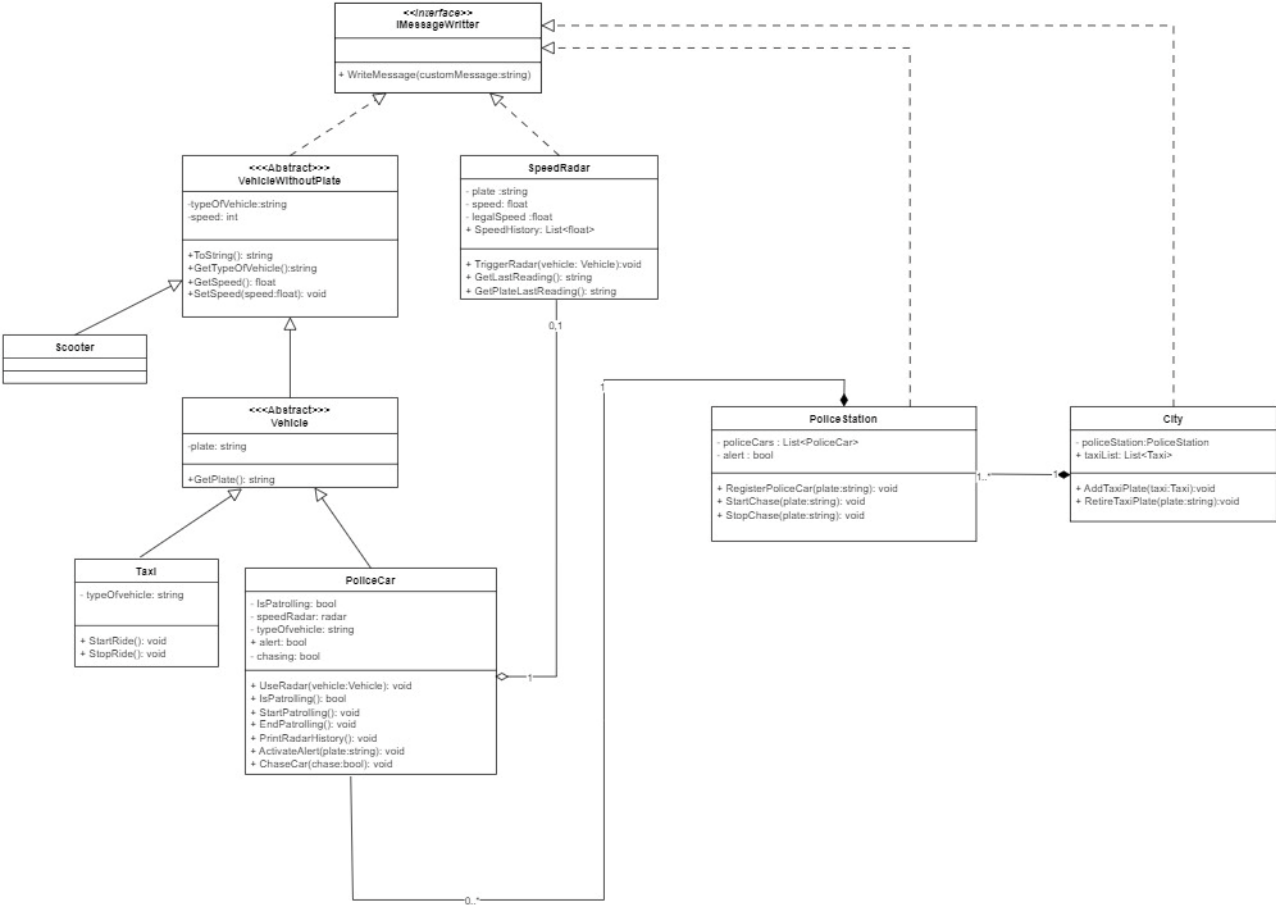 <<Interface>>
IMessageWritter
+ WriteMessage(customMessage:string)
<<<Abstract>>>
VehicleWithoutPlate
-typeOfVehicle:string
-speed: int
+ToString(): string
+GetTypeOfVehicle():string
+GetSpeed(): float
+SetSpeed(speed:float): void
SpeedRadar
- plate :string
- speed: float
- legalSpeed :float
+ SpeedHistory: List<float>
+ TriggerRadar(vehicle: Vehicle):void
+ GetLastReading(): string
+ GetPlateLastReading(): string
0,1
Scooter
<<<Abstract>>>
Vehicle
-plate: string
+GetPlate(): string
1
PoliceStation
- policeCars : List<PoliceCar>
- alert : bool
+ RegisterPoliceCar(plate:string): void
+ StartChase(plate:string): void
+ StopChase(plate:string): void
1..*
1
City
- policeStation:PoliceStation
+ taxiList: List<Taxi>
+ AddTaxiPlate(taxi:Taxi):void
+ RetireTaxiPlate(plate:string):void
Taxi
- typeOfvehicle: string
+ StartRide(): void
+ StopRide(): void
PoliceCar
- IsPatrolling: bool
- speedRadar: radar
- typeOfvehicle: string
+ alert: bool
- chasing: bool
+ UseRadar(vehicle:Vehicle): void
+ IsPatrolling(): bool
+ StartPatrolling(): void
+ EndPatrolling(): void
+ PrintRadarHistory(): void
+ ActivateAlert(plate:string): void
+ ChaseCar(chase:bool): void
1
0..*